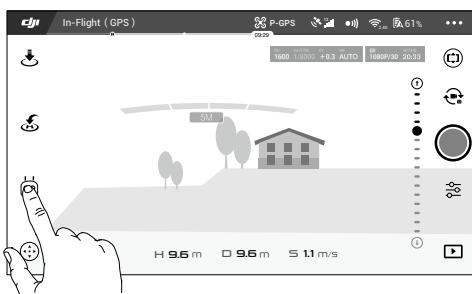 dji In-Flight ( GPS ) P-GPS 61%
09:29
1600 1/8000 +0.3 AUTO 1080P/30 20:33
5M
H 9.6 m D 9.6 m S 1.1 m/s